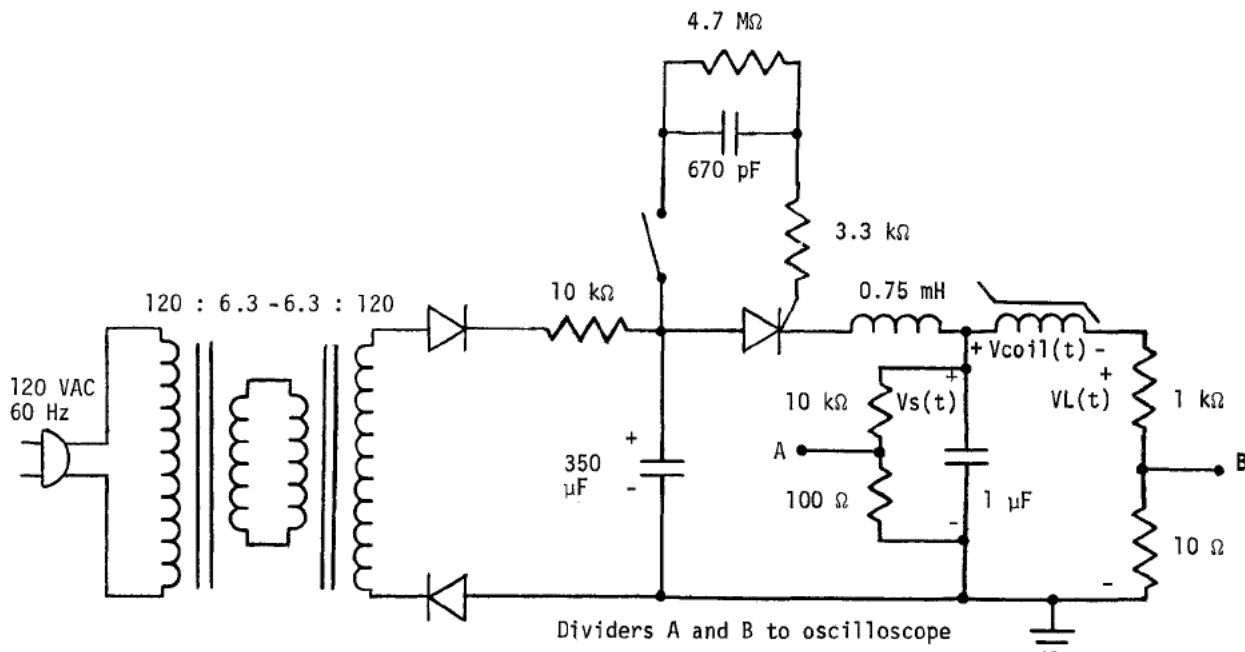 4.7 MΩ
670 pF
3.3 kΩ
120 : 6.3 - 6.3 : 120
10 kΩ
0.75 mH
120 VAC
60 Hz
+ Vcoil(t) -
+
10 kΩ
Vs(t)
+
VL(t)
1 kΩ
A
B
+
350
μF
-
100 Ω
1 μF
-
10 Ω
-
Dividers A and B to oscilloscope